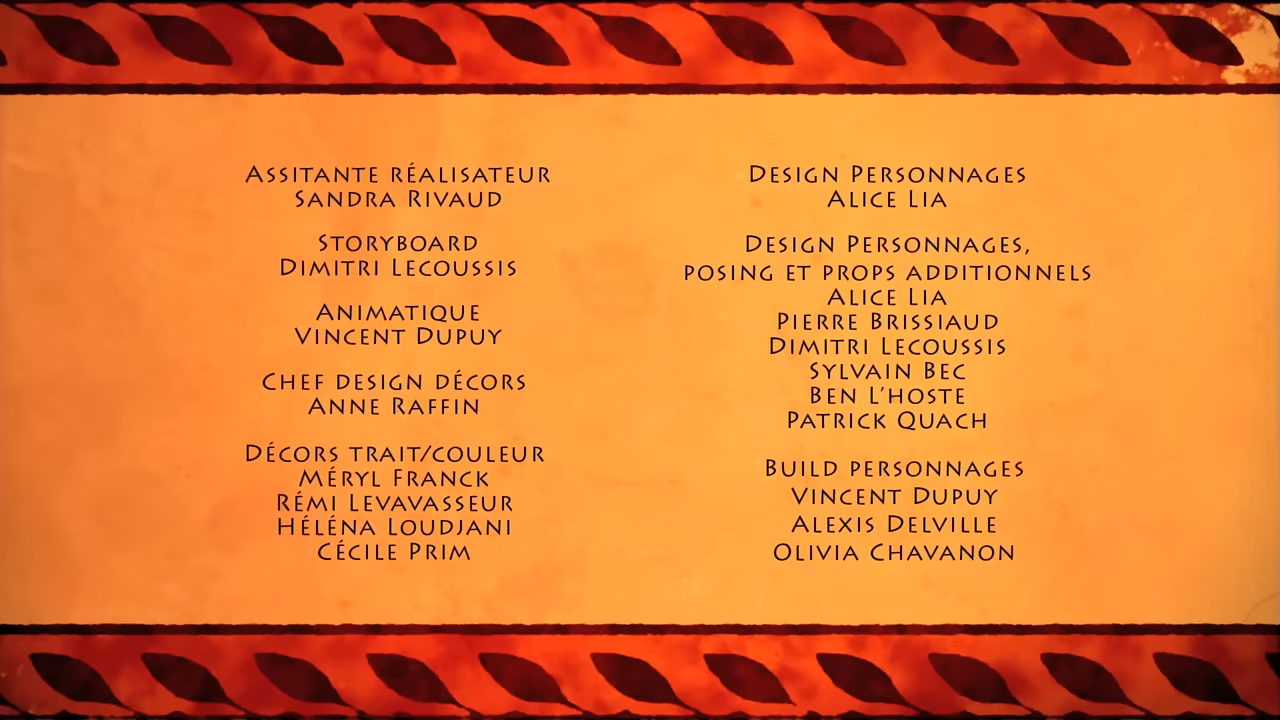 Assitante réalisateur
Sandra Rivaud
Storyboard
Dimitri Lecoussis
Animatique
Vincent Dupuy
Chef design décors
Anne Raffin
Décors trait/couleur
Méryl Franck
Rémi Levavasseur
Héléna Loudjani
Cécile Prim
Design Personnages
Alice Lia
Design Personnages,
posing et props additionnels
Alice Lia
Pierre Brissiaud
Dimitri Lecoussis
Sylvain Bec
Ben L'hoste
Patrick Quach
Build personnages
Vincent Dupuy
Alexis Delville
Olivia Chavanon